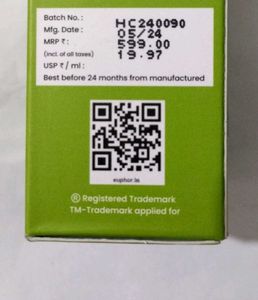 Batch No. : HC240090
Mfg. Date : 05/24
MRP ₹ : 599.00
(incl. of all taxes) 19.97
USP ₹ / ml :
Best before 24 months from manufactured
euphor.in
® Registered Trademark
TM-Trademark applied for